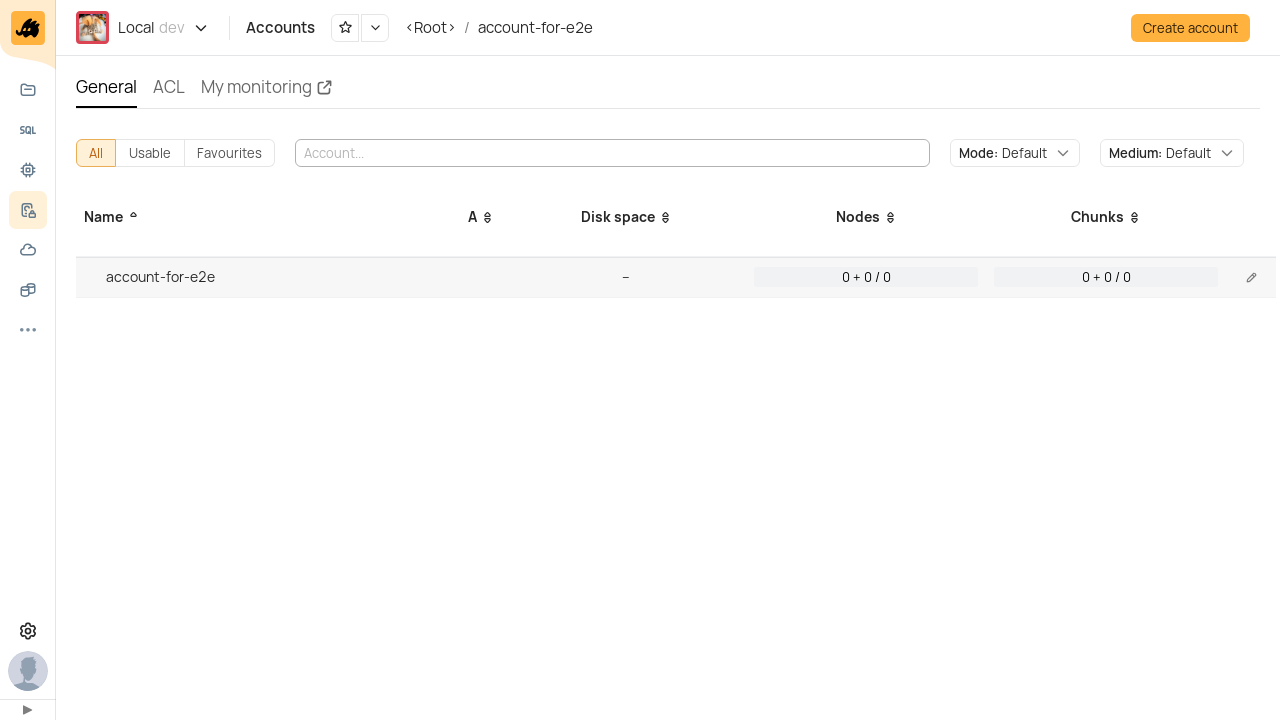 Local dev
Accounts
<Root> / account-for-e2e
Create account
General
ACL
My monitoring
SQL
All
Usable
Favourites
Account...
Mode: Default
Medium: Default
Name
A
Disk space
Nodes
Chunks
account-for-e2e
–
0 + 0 / 0
0 + 0 / 0